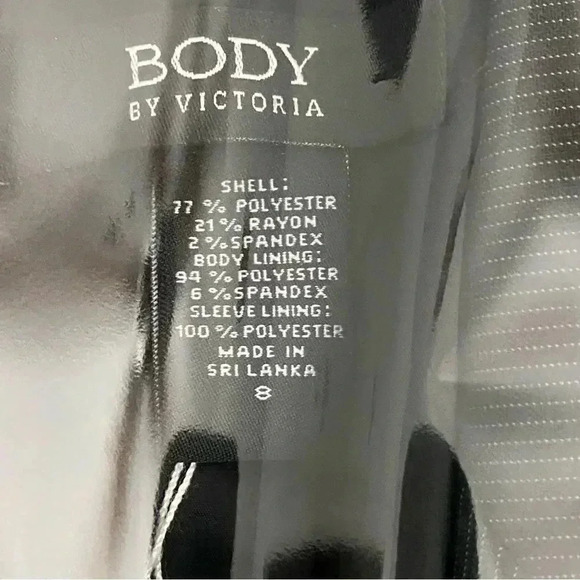 BODY
BY VICTORIA
SHELL:
77 % POLYESTER
21 % RAYON
2 % SPANDEX
BODY LINING:
94 % POLYESTER
6 % SPANDEX
SLEEVE LINING:
100 % POLYESTER
MADE IN
SRI LANKA
8